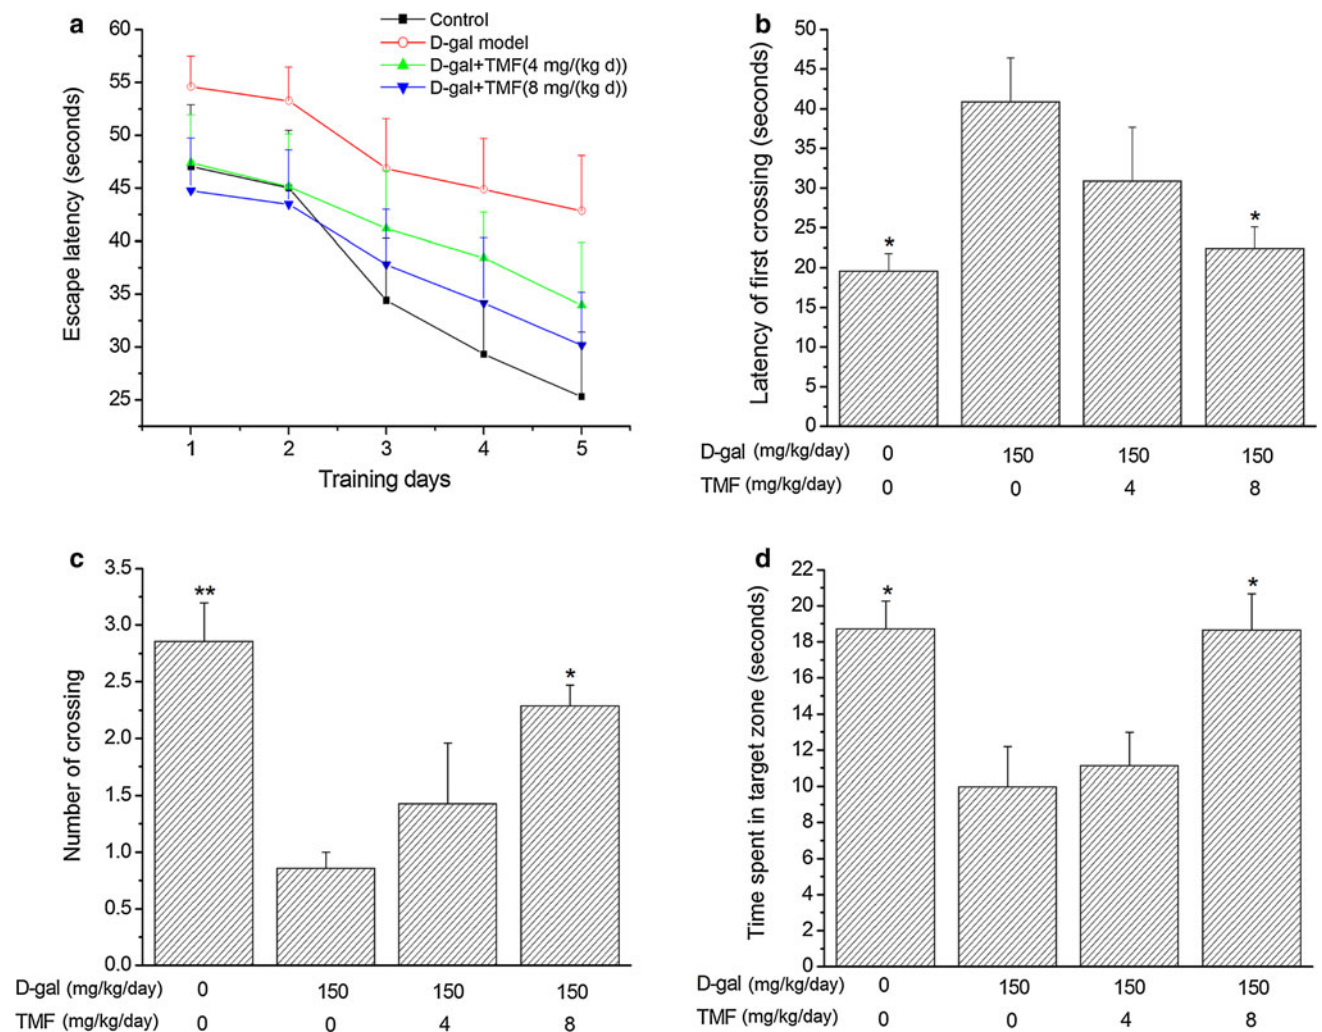 a
Control
D-gal model
D-gal+TMF(4 mg/(kg d))
D-gal+TMF(8 mg/(kg d))
Escape latency (seconds)
60
55
50
45
40
35
30
25
1 2 3 4 5
Training days
b
Latency of first crossing (seconds)
50
45
40
35
30
25
20
15
10
5
0
* *
D-gal (mg/kg/day) 0 150 150 150
TMF (mg/kg/day) 0 0 4 8
c
Number of crossing
3.5
3.0
2.5
2.0
1.5
1.0
0.5
0.0
** *
D-gal (mg/kg/day) 0 150 150 150
TMF (mg/kg/day) 0 0 4 8
d
Time spent in target zone (seconds)
22
20
18
16
14
12
10
8
6
4
2
0
* *
D-gal (mg/kg/day) 0 150 150 150
TMF (mg/kg/day) 0 0 4 8